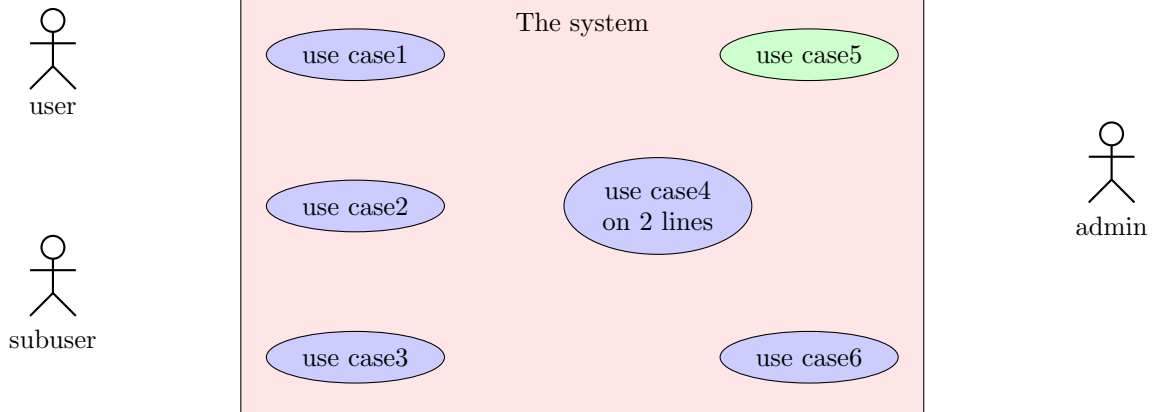 The system
user
use case1
use case5
use case2
use case4
on 2 lines
admin
subuser
use case3
use case6